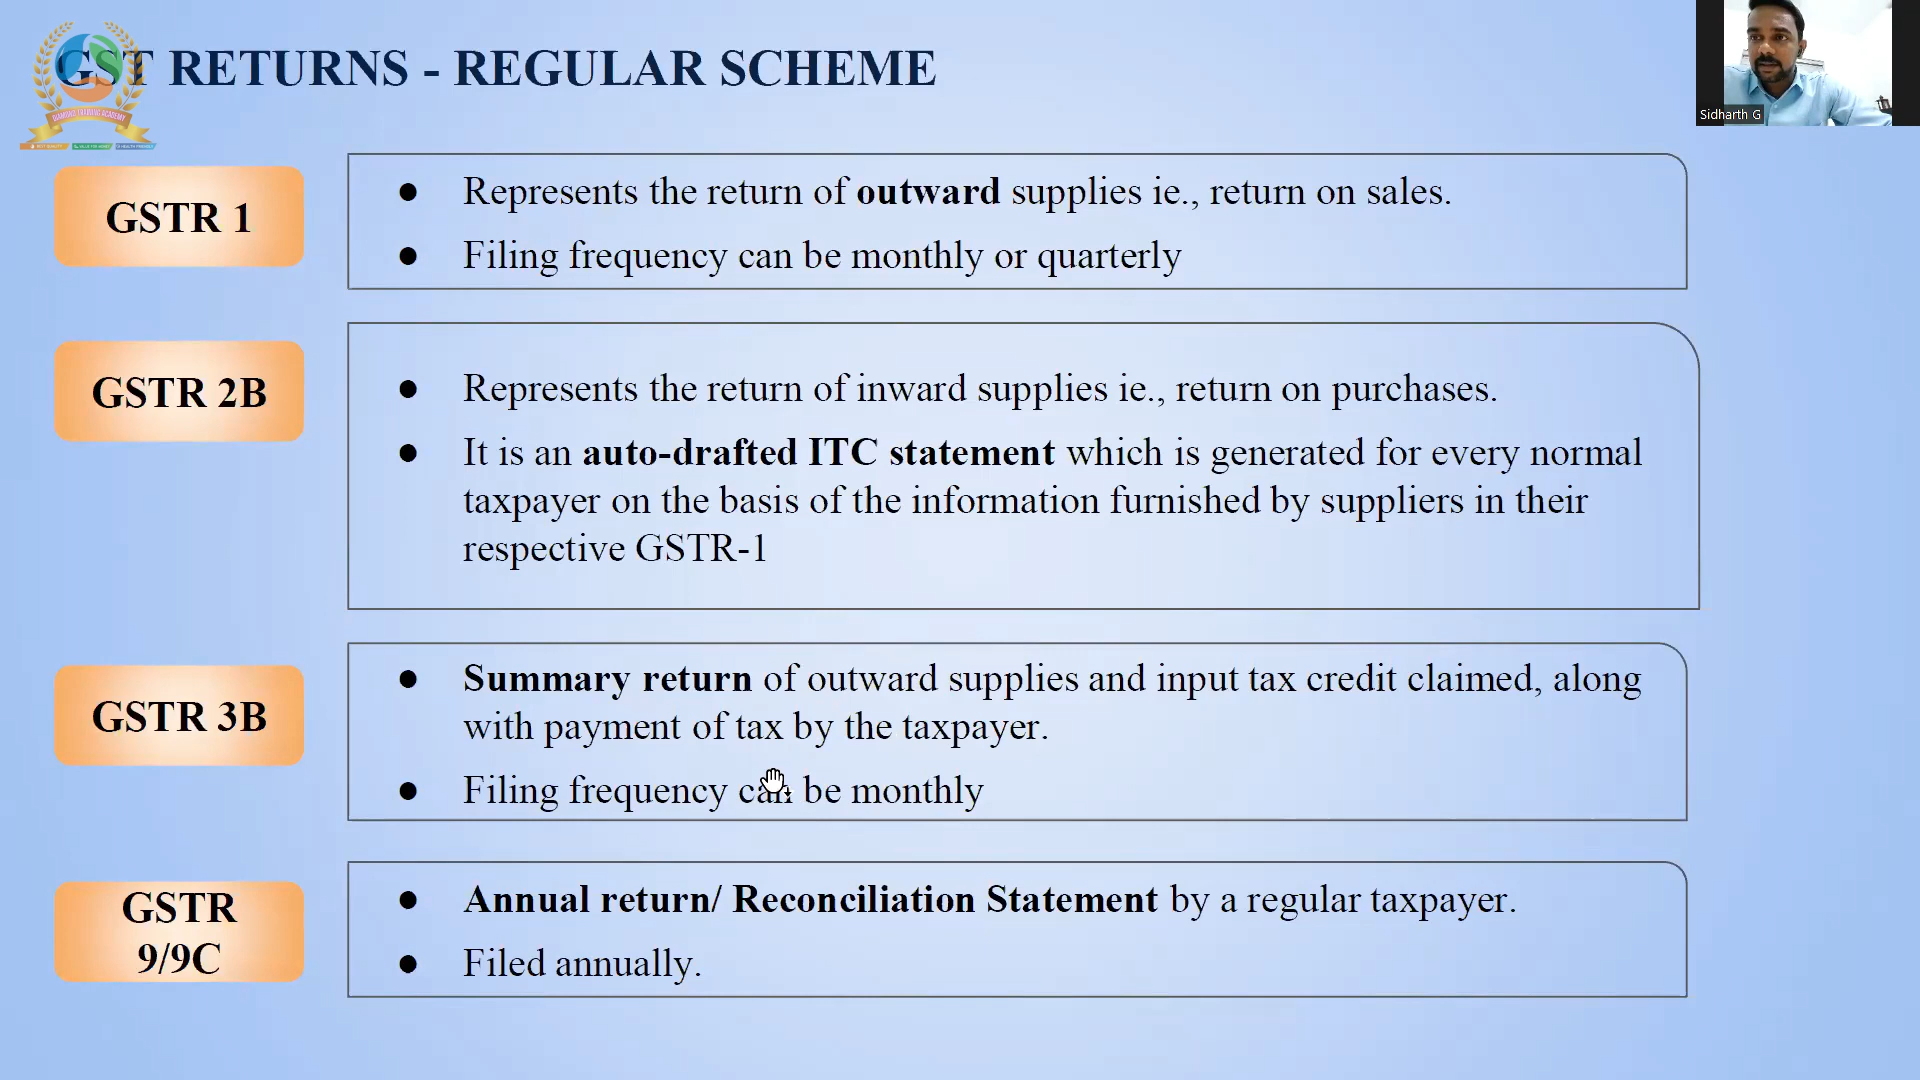 GST RETURNS - REGULAR SCHEME
Sidharth G
DIAMOND TRAINING ACADEMY
GSTR 1
● Represents the return of outward supplies ie., return on sales.
● Filing frequency can be monthly or quarterly
GSTR 2B
● Represents the return of inward supplies ie., return on purchases.
● It is an auto-drafted ITC statement which is generated for every normal
taxpayer on the basis of the information furnished by suppliers in their
respective GSTR-1
GSTR 3B
● Summary return of outward supplies and input tax credit claimed, along
with payment of tax by the taxpayer.
● Filing frequency can be monthly
GSTR
9/9C
● Annual return/ Reconciliation Statement by a regular taxpayer.
● Filed annually.